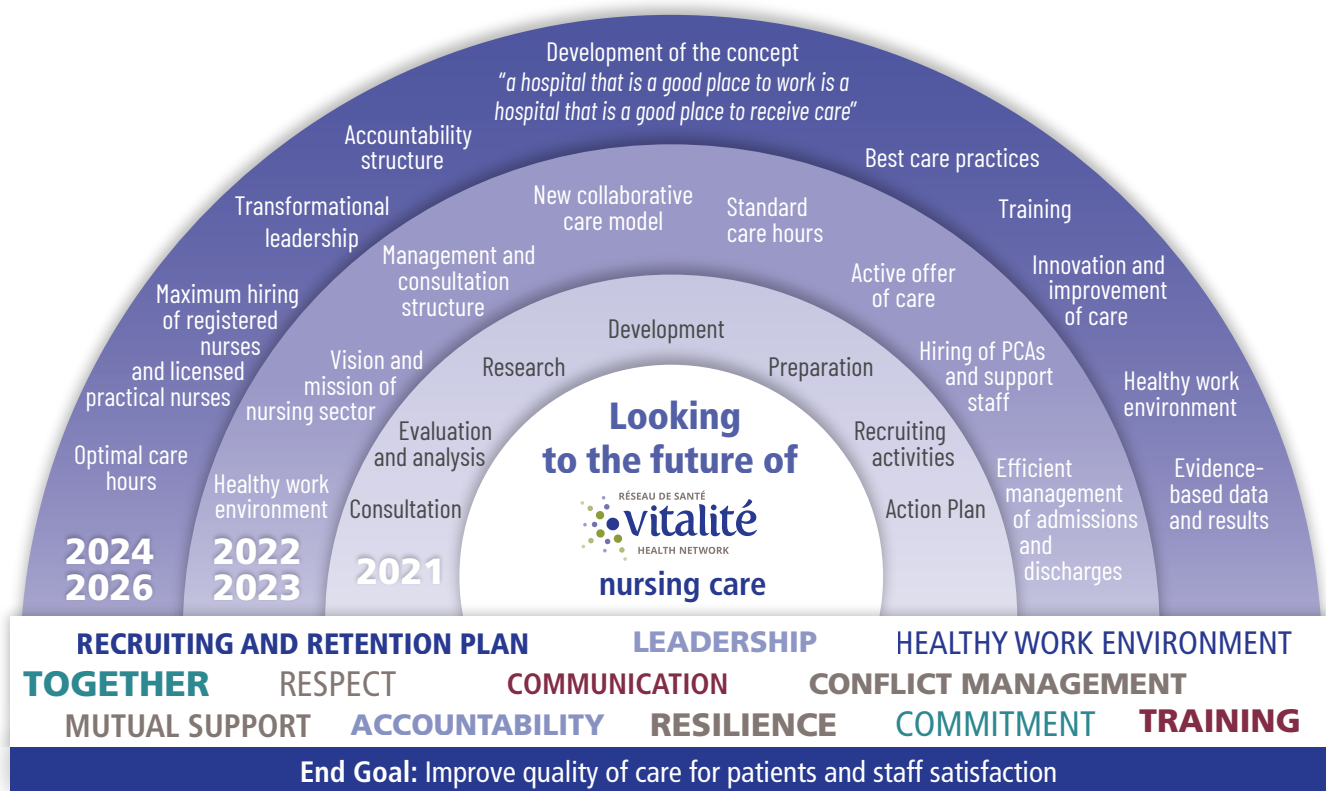 Development of the concept
“a hospital that is a good place to work is a
hospital that is a good place to receive care”
Accountability
structure
Transformational
leadership
Maximum hiring
of registered
nurses
and licensed
practical nurses
Optimal care
hours
2024
2026
Best care practices
Training
Innovation and
improvement
of care
Healthy work
environment
Evidence-
based data
and results
New collaborative
care model
Standard
care hours
Management and
consultation
structure
Vision and
mission of
nursing sector
Healthy work
environment
2022
2023
Active offer
of care
Hiring of PCAs
and support
staff
Efficient
management
of admissions
and
discharges
Development
Research
Evaluation
and analysis
Consultation
2021
Preparation
Recruiting
activities
Action Plan
Looking
to the future of
RÉSEAU DE SANTÉ
vitalité
HEALTH NETWORK
nursing care
RECRUITING AND RETENTION PLAN LEADERSHIP HEALTHY WORK ENVIRONMENT
TOGETHER RESPECT COMMUNICATION CONFLICT MANAGEMENT
MUTUAL SUPPORT ACCOUNTABILITY RESILIENCE COMMITMENT TRAINING
End Goal: Improve quality of care for patients and staff satisfaction